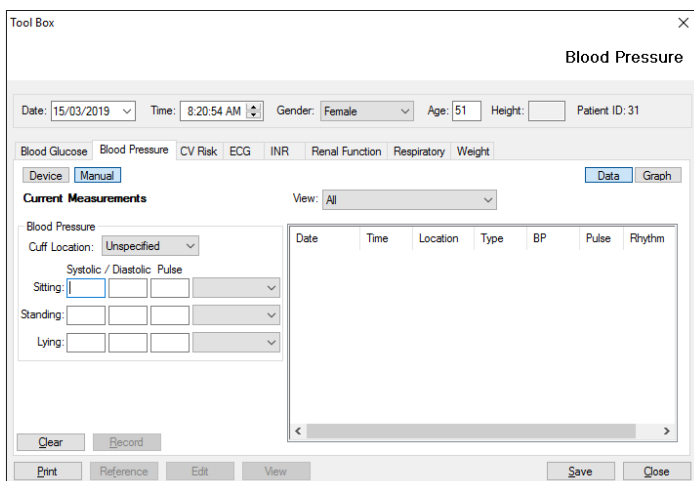 Tool Box
Blood Pressure
Date: 15/03/2019 Time: 8:20:54 AM Gender: Female Age: 51 Height: Patient ID: 31
Blood Glucose Blood Pressure CV Risk ECG INR Renal Function Respiratory Weight
Device Manual Data Graph
Current Measurements View: All
Blood Pressure
Cuff Location: Unspecified
Date Time Location Type BP Pulse Rhythm
Systolic / Diastolic Pulse
Sitting:
Standing:
Lying:
Clear Record
Print Reference Edit View Save Close